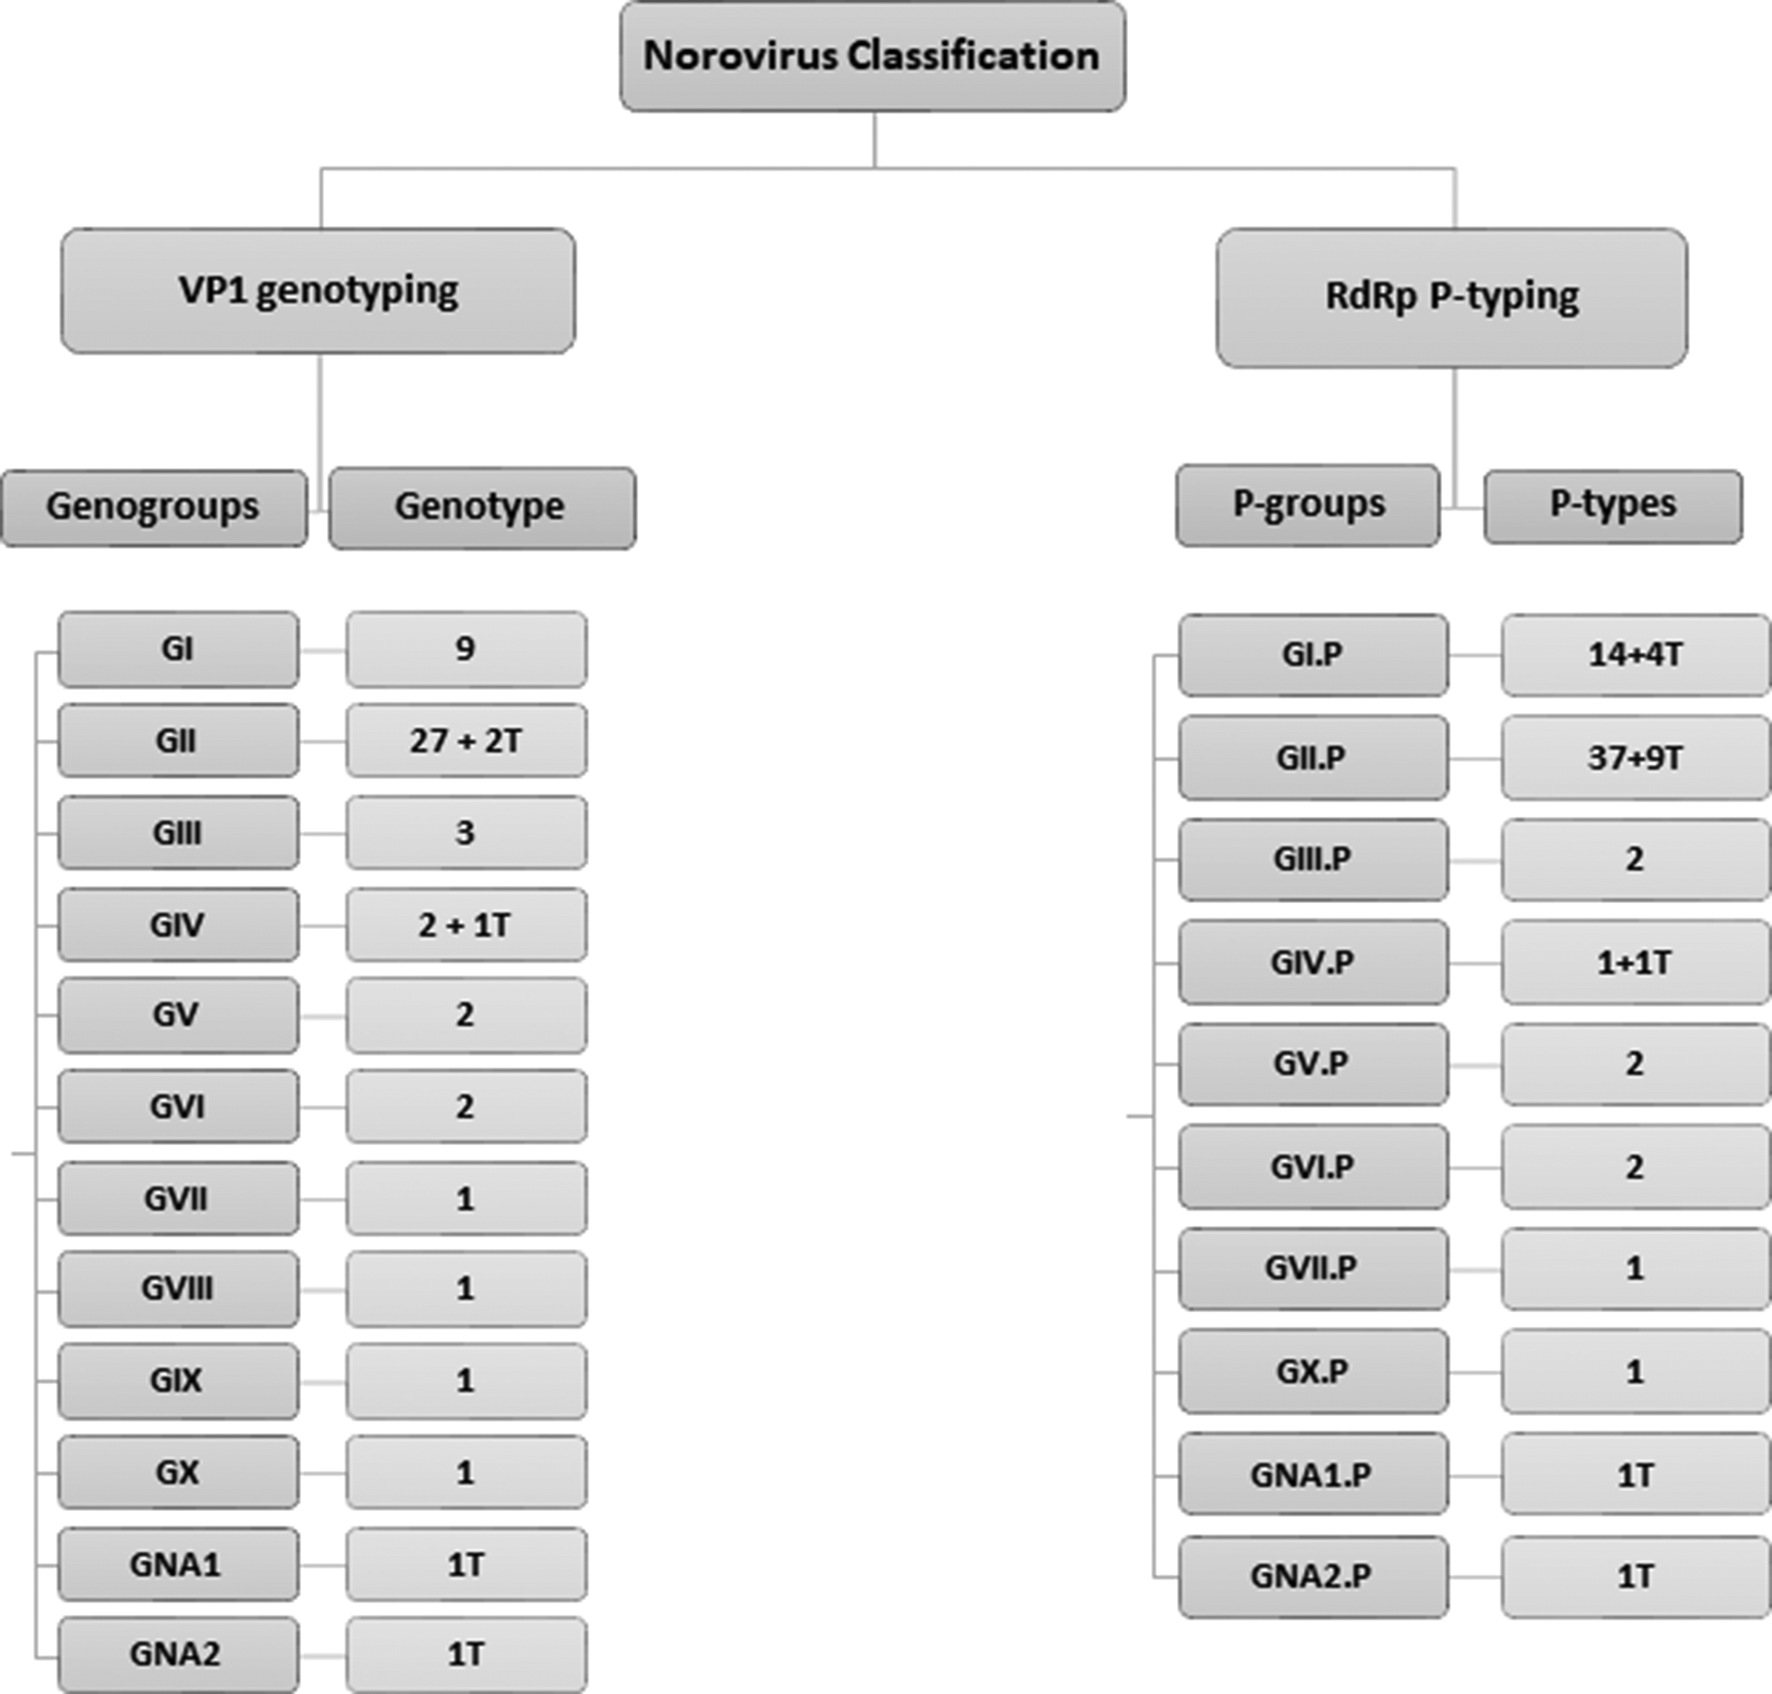 Norovirus Classification
VP1 genotyping
RdRp P-typing
Genogroups
Genotype
P-groups
P-types
GI
9
GII
27 + 2T
GIII
3
GIV
2 + 1T
GV
2
GVI
2
GVII
1
GVIII
1
GIX
1
GX
1
GNA1
1T
GNA2
1T
GI.P
14+4T
GII.P
37+9T
GIII.P
2
GIV.P
1+1T
GV.P
2
GVI.P
2
GVII.P
1
GX.P
1
GNA1.P
1T
GNA2.P
1T